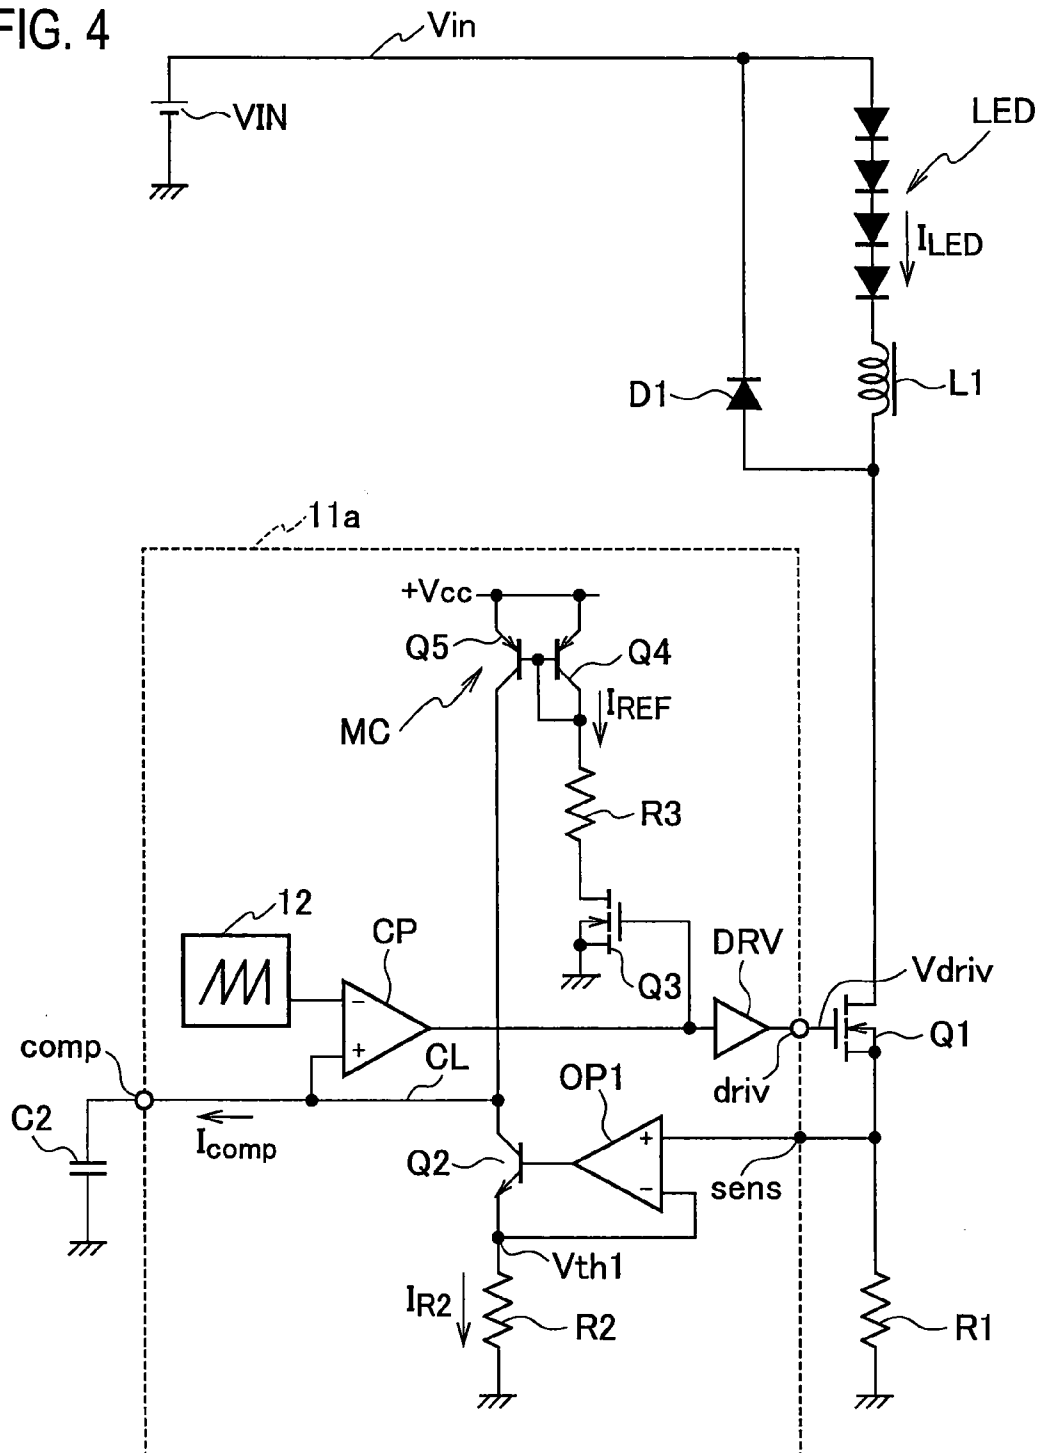 FIG. 4
Vin
VIN
LED
ILED
D1
L1
11a
+Vcc
Q5
Q4
IREF
MC
R3
12
CP
Q3
DRV
Vdriv
Q1
comp
CL
OP1
driv
C2
Icomp
Q2
+
−
sens
Vth1
IR2
R2
R1
−
+